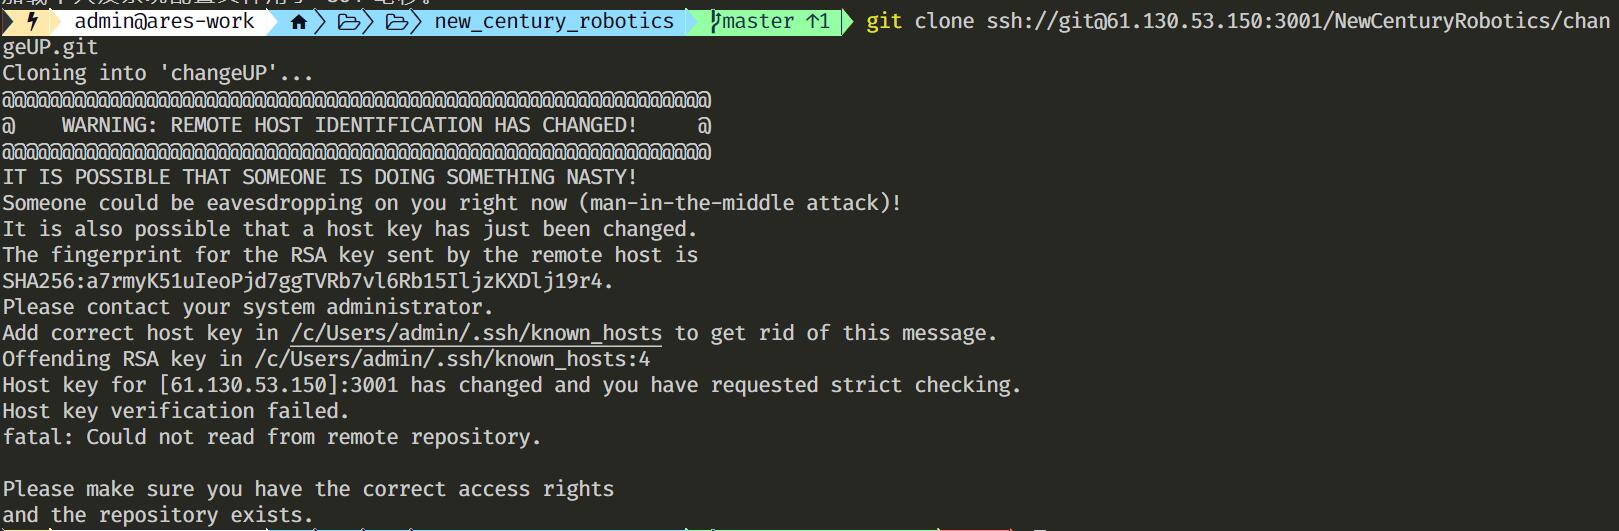 admin@ares-work new_century_robotics master ↑1 git clone ssh://git@61.130.53.150:3001/NewCenturyRobotics/chan
geUP.git
Cloning into 'changeUP'...
@@@@@@@@@@@@@@@@@@@@@@@@@@@@@@@@@@@@@@@@@@@@@@@@@@@@@@@@@@@
@    WARNING: REMOTE HOST IDENTIFICATION HAS CHANGED!     @
@@@@@@@@@@@@@@@@@@@@@@@@@@@@@@@@@@@@@@@@@@@@@@@@@@@@@@@@@@@
IT IS POSSIBLE THAT SOMEONE IS DOING SOMETHING NASTY!
Someone could be eavesdropping on you right now (man-in-the-middle attack)!
It is also possible that a host key has just been changed.
The fingerprint for the RSA key sent by the remote host is
SHA256:a7rmyK51uIeoPjd7ggTVRb7vl6Rb15IljzKXDlj19r4.
Please contact your system administrator.
Add correct host key in /c/Users/admin/.ssh/known_hosts to get rid of this message.
Offending RSA key in /c/Users/admin/.ssh/known_hosts:4
Host key for [61.130.53.150]:3001 has changed and you have requested strict checking.
Host key verification failed.
fatal: Could not read from remote repository.
Please make sure you have the correct access rights
and the repository exists.